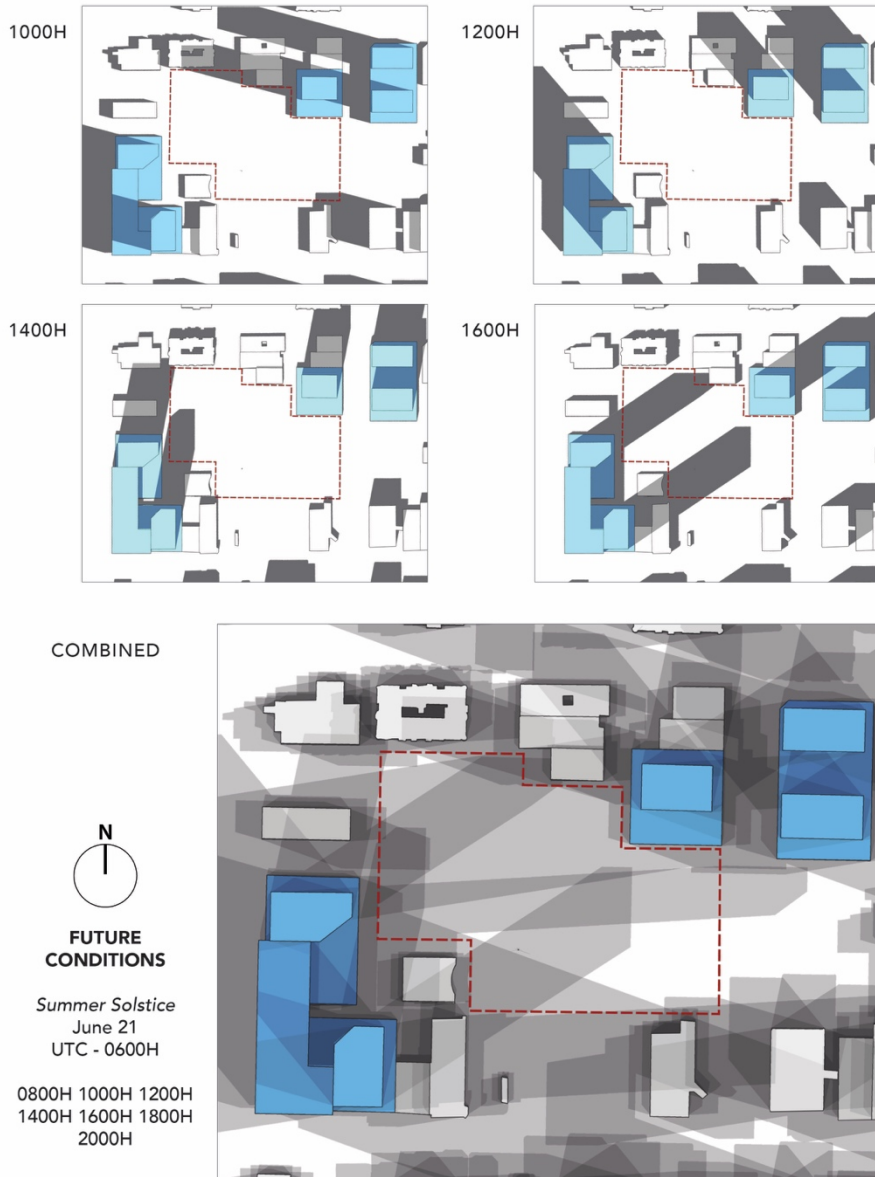 1000H
1200H
1400H
1600H
COMBINED
N
FUTURE
CONDITIONS
Summer Solstice
June 21
UTC - 0600H
0800H 1000H 1200H
1400H 1600H 1800H
2000H